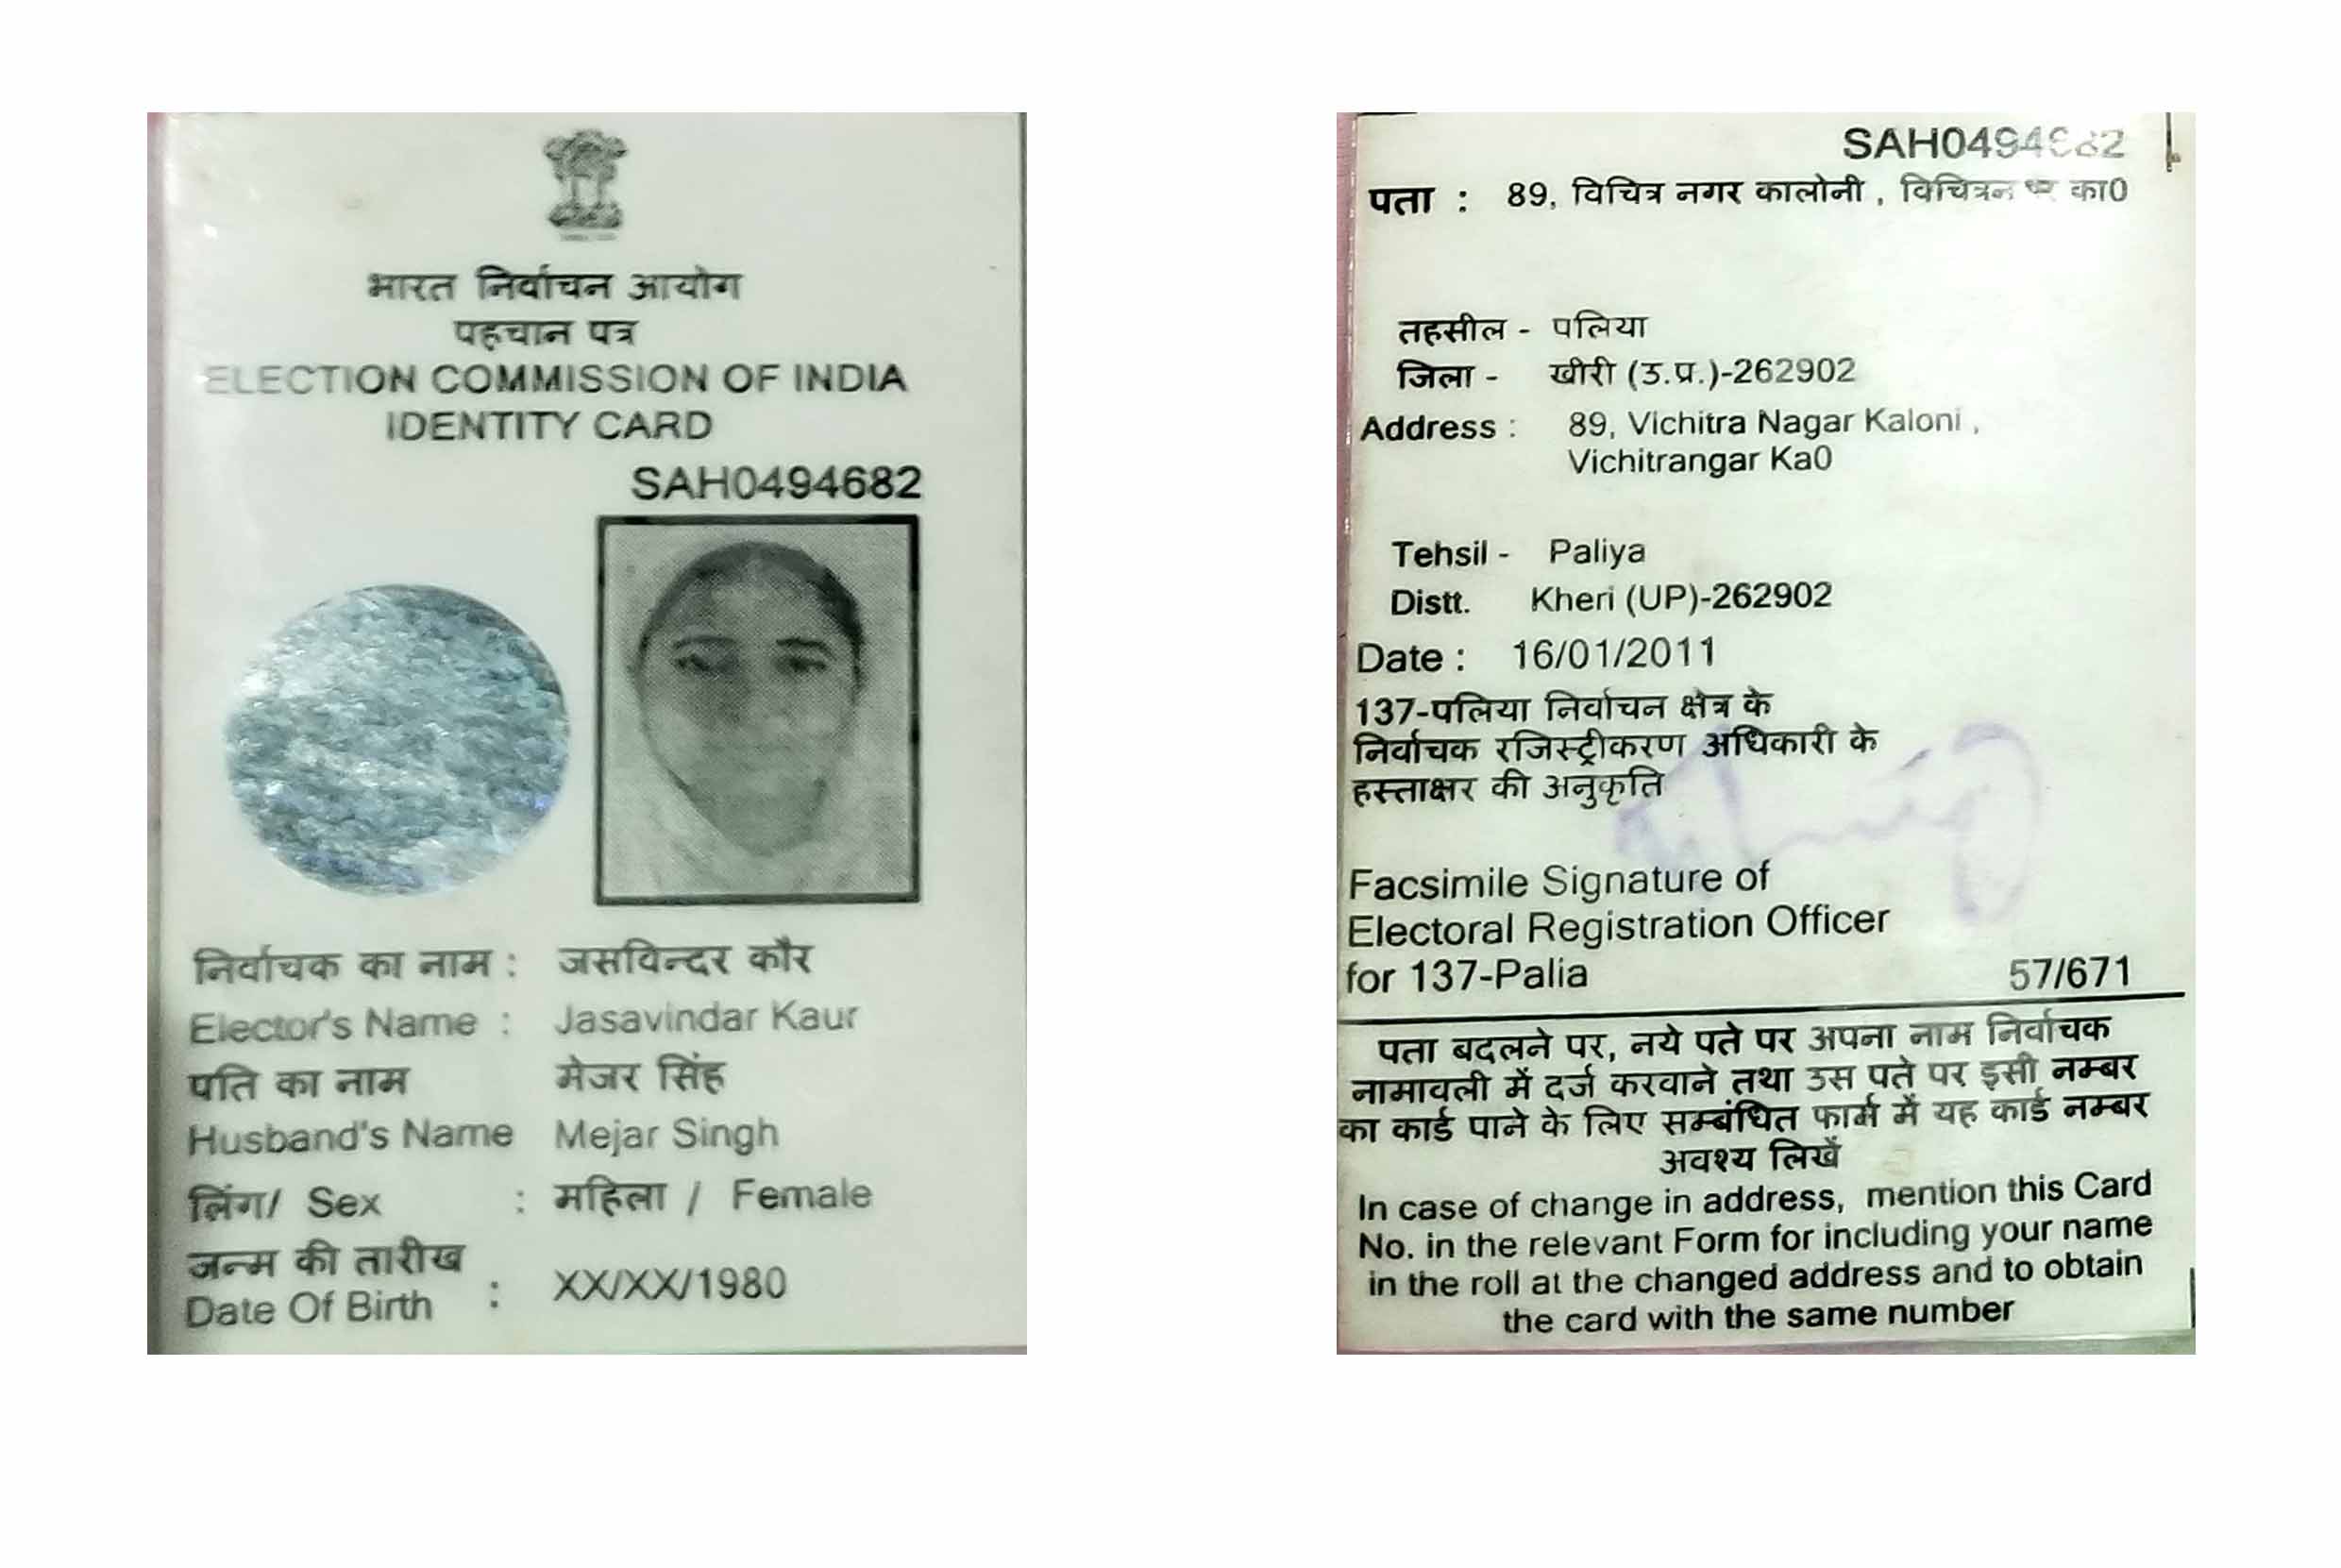 भारत निर्वाचन आयोग
पहचान पत्र
ELECTION COMMISSION OF INDIA
IDENTITY CARD
SAH0494682
निर्वाचक का नाम : जसविन्दर कौर
Elector's Name : Jasavindar Kaur
पति का नाम मेजर सिंह
Husband's Name Mejar Singh
लिंग/ Sex : महिला / Female
जन्म की तारीख
Date Of Birth : XX/XX/1980
SAH0494682
पता : 89, विचित्र नगर कालोनी , का0
तहसील - पलिया
जिला - खीरी (उ.प्र.)-262902
Address : 89, Vichitra Nagar Kaloni ,
Vichitrangar Ka0
Tehsil - Paliya
Distt. Kheri (UP)-262902
Date : 16/01/2011
137-पलिया निर्वाचन क्षेत्र के
निर्वाचक रजिस्ट्रीकरण अधिकारी के
हस्ताक्षर की अनुकृति
Facsimile Signature of
Electoral Registration Officer
for 137-Palia 57/671
पता बदलने पर, नये पते पर अपना नाम निर्वाचक
नामावली में दर्ज करवाने तथा उस पते पर इसी नम्बर
का कार्ड पाने के लिए सम्बंधित फार्म में यह कार्ड नम्बर
अवश्य लिखें
In case of change in address, mention this Card
No. in the relevant Form for including your name
in the roll at the changed address and to obtain
the card with the same number